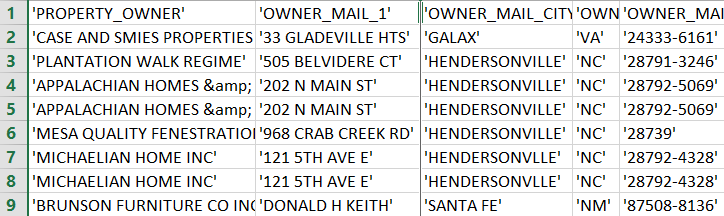 1 'PROPERTY_OWNER' 'OWNER_MAIL_1' 'OWNER_MAIL_CITY 'OWN 'OWNER_MAI
2 'CASE AND SMIES PROPERTIES '33 GLADEVILLE HTS' 'GALAX' 'VA' '24333-6161'
3 'PLANTATION WALK REGIME' '505 BELVIDERE CT' 'HENDERSONVILLE' 'NC' '28791-3246'
4 'APPALACHIAN HOMES &amp; '202 N MAIN ST' 'HENDERSONVILLE' 'NC' '28792-5069'
5 'APPALACHIAN HOMES &amp; '202 N MAIN ST' 'HENDERSONVILLE' 'NC' '28792-5069'
6 'MESA QUALITY FENESTRATIO '968 CRAB CREEK RD' 'HENDERSONVILLE' 'NC' '28739'
7 'MICHAELIAN HOME INC' '121 5TH AVE E' 'HENDERSONVLLE' 'NC' '28792-4328'
8 'MICHAELIAN HOME INC' '121 5TH AVE E' 'HENDERSONVLLE' 'NC' '28792-4328'
9 'BRUNSON FURNITURE CO INC 'DONALD H KEITH' 'SANTA FE' 'NM' '87508-8136'